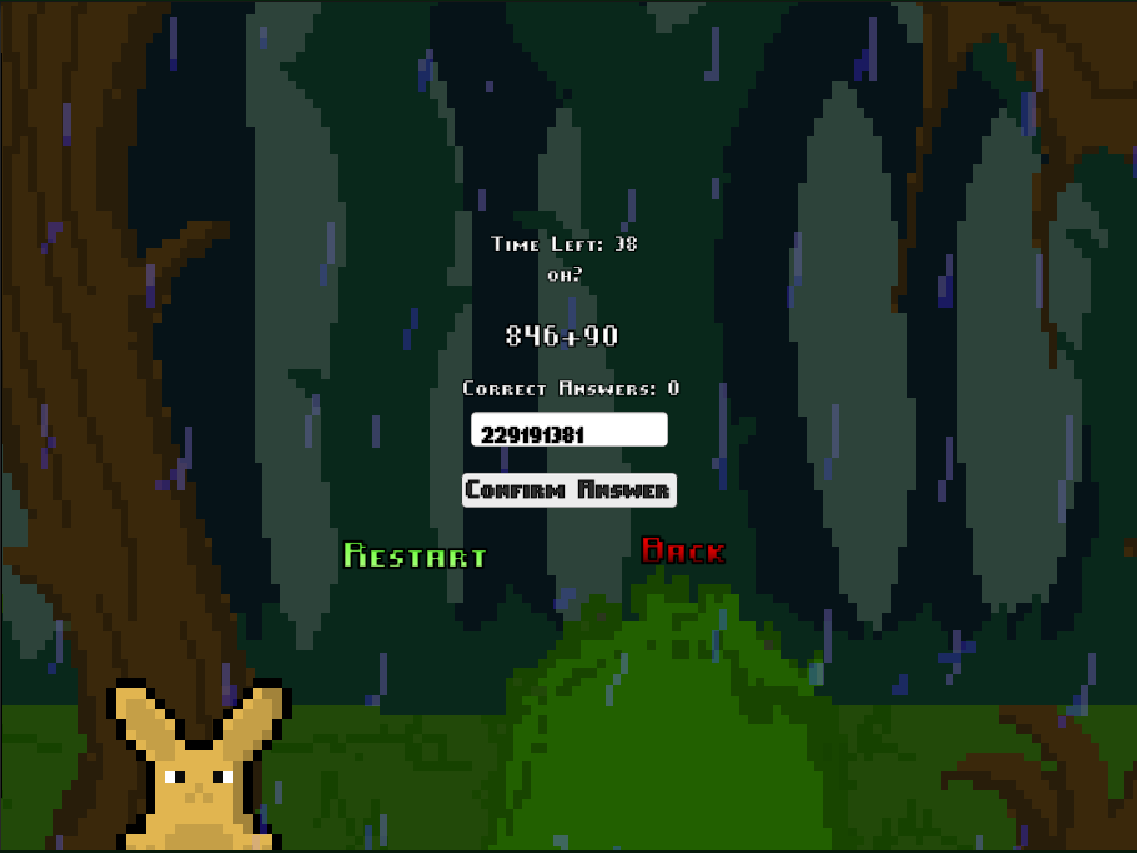 Time Left: 38
oh?
846+90
Correct Answers: 0
229191381
Confirm Answer
Restart
Back